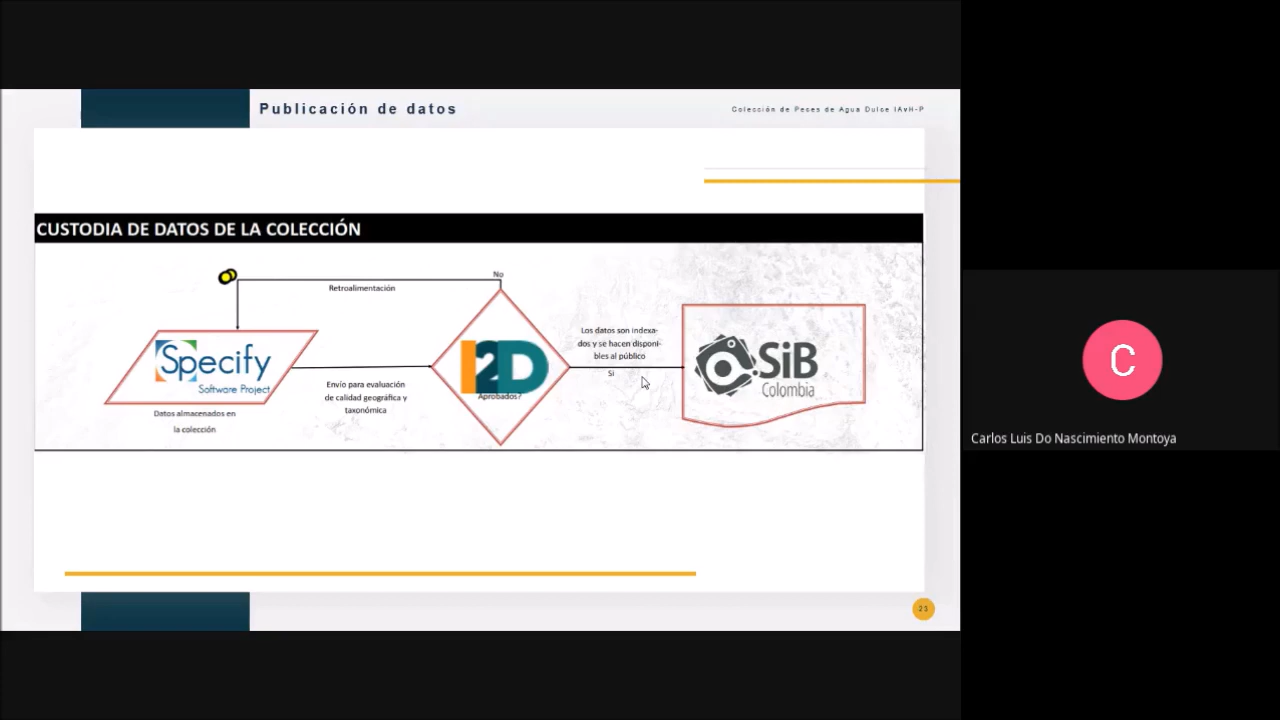 Publicación de datos
Colección de Peces de Agua Dulce IAvH-P
CUSTODIA DE DATOS DE LA COLECCIÓN
No
Retroalimentación
Specify
Software Project
Datos almacenados en
la colección
Envío para evaluación
de calidad geográfica y
taxonómica
I2D
Aprobados?
Los datos son indexa-
dos y se hacen disponi-
bles al público
Si
SiB
Colombia
23
C
Carlos Luis Do Nascimiento Montoya